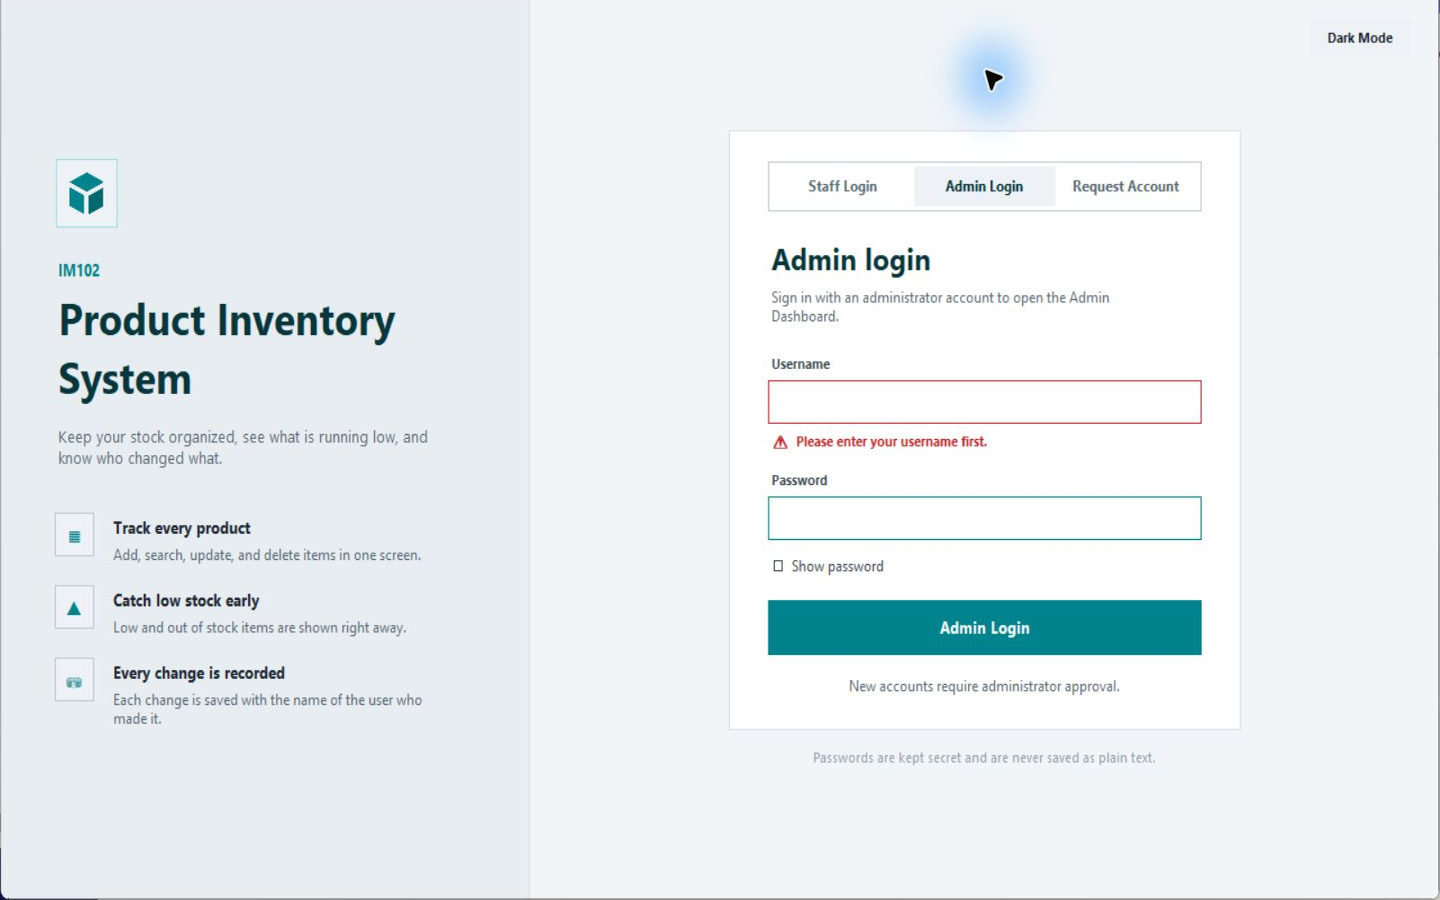 Dark Mode
IM102
Product Inventory
System
Keep your stock organized, see what is running low, and
know who changed what.
Track every product
Add, search, update, and delete items in one screen.
Catch low stock early
Low and out of stock items are shown right away.
Every change is recorded
Each change is saved with the name of the user who
made it.
Staff Login
Admin Login
Request Account
Admin login
Sign in with an administrator account to open the Admin
Dashboard.
Username
Please enter your username first.
Password
Show password
Admin Login
New accounts require administrator approval.
Passwords are kept secret and are never saved as plain text.